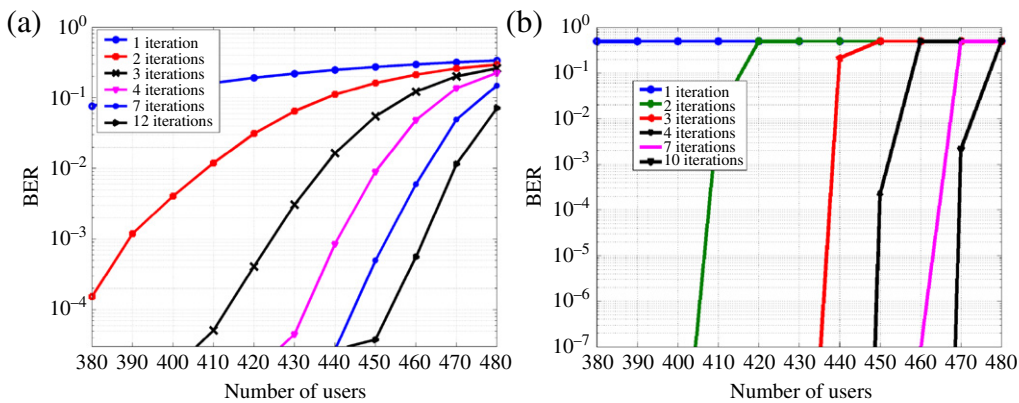 (a)
10^0
10^-1
10^-2
10^-3
10^-4
BER
1 iteration
2 iterations
3 iterations
4 iterations
7 iterations
12 iterations
380 390 400 410 420 430 440 450 460 470 480
Number of users
(b)
10^0
10^-1
10^-2
10^-3
10^-4
10^-5
10^-6
10^-7
BER
1 iteration
2 iterations
3 iterations
4 iterations
7 iterations
10 iterations
380 390 400 410 420 430 440 450 460 470 480
Number of users